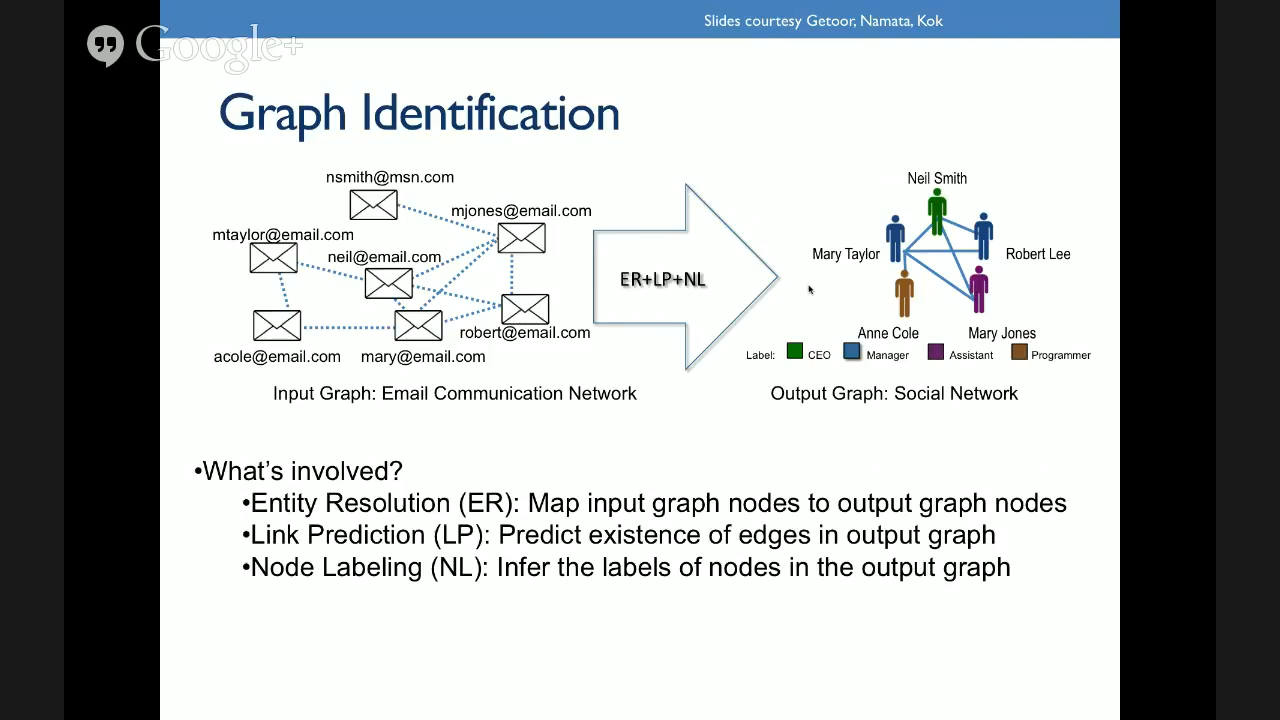 Slides courtesy Getoor, Namata, Kok
Google+
Graph Identification
nsmith@msn.com
mjones@email.com
mtaylor@email.com
neil@email.com
robert@email.com
acole@email.com
mary@email.com
Input Graph: Email Communication Network
ER+LP+NL
Neil Smith
Mary Taylor
Robert Lee
Anne Cole
Mary Jones
Label: CEO Manager Assistant Programmer
Output Graph: Social Network
•What's involved?
•Entity Resolution (ER): Map input graph nodes to output graph nodes
•Link Prediction (LP): Predict existence of edges in output graph
•Node Labeling (NL): Infer the labels of nodes in the output graph